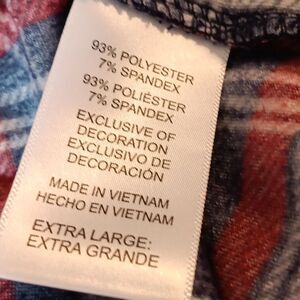 93% POLYESTER
7% SPANDEX
93% POLIÉSTER
7% SPANDEX
EXCLUSIVE OF
DECORATION
EXCLUSIVO DE
DECORACIÓN
MADE IN VIETNAM
HECHO EN VIETNAM
EXTRA LARGE:
EXTRA GRANDE